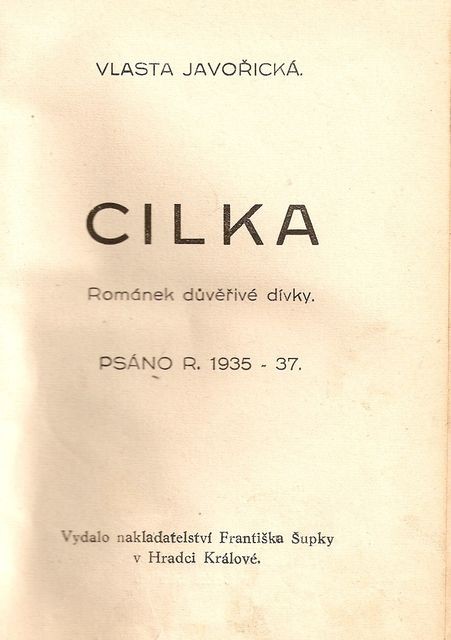 VLASTA JAVOŘICKÁ.
CILKA
Románek důvěřivé dívky.
PSÁNO R. 1935 - 37.
Vydalo nakladatelství Františka Šupky
v Hradci Králové.